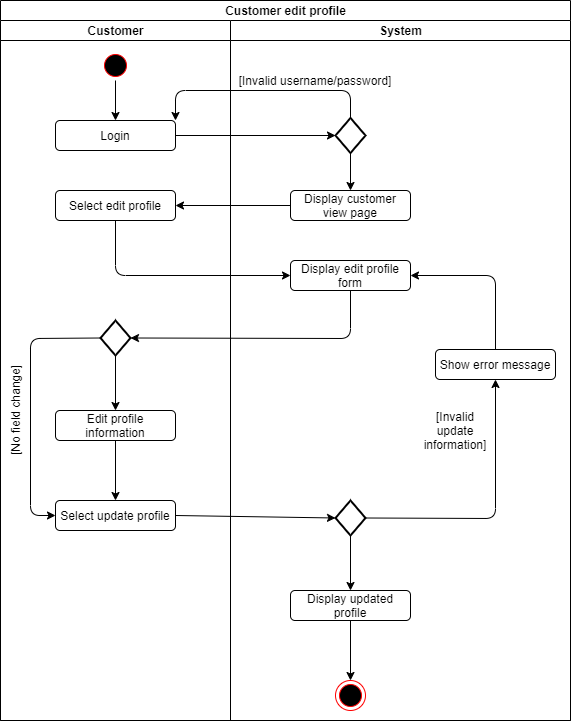 Customer edit profile
Customer
System
[Invalid username/password]
Login
Select edit profile
Display customer
view page
Display edit profile
form
[No field change]
Show error message
Edit profile
information
[Invalid
update
information]
Select update profile
Display updated
profile